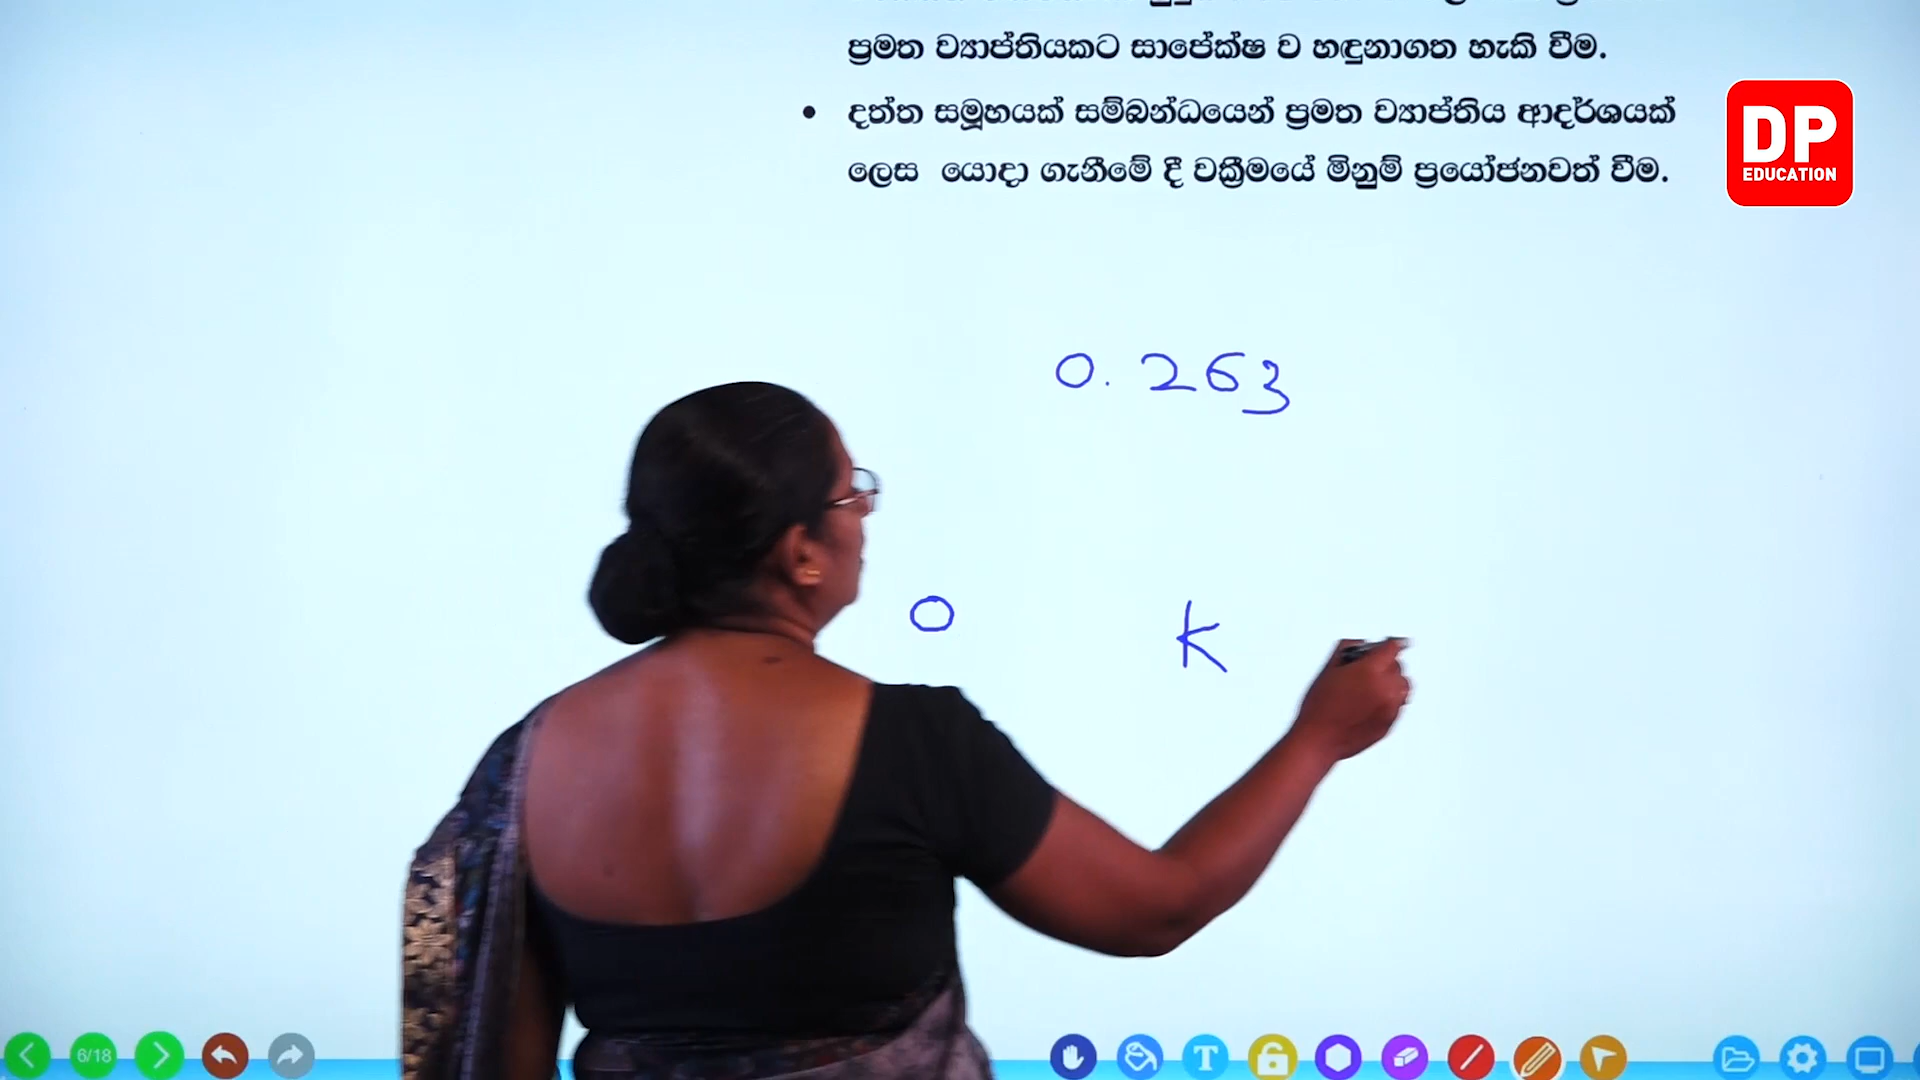 ප්‍රමත ව්‍යාප්තියකට සාපේක්ෂ ව හඳුනාගත හැකි වීම.
• දත්ත සමූහයක් සම්බන්ධයෙන් ප්‍රමත ව්‍යාප්තිය ආදර්ශයක්
ලෙස යොදා ගැනීමේ දී වක්‍රීමයේ මිනුම් ප්‍රයෝජනවත් වීම.
DP
EDUCATION
0. 263
0 k
6/18
T